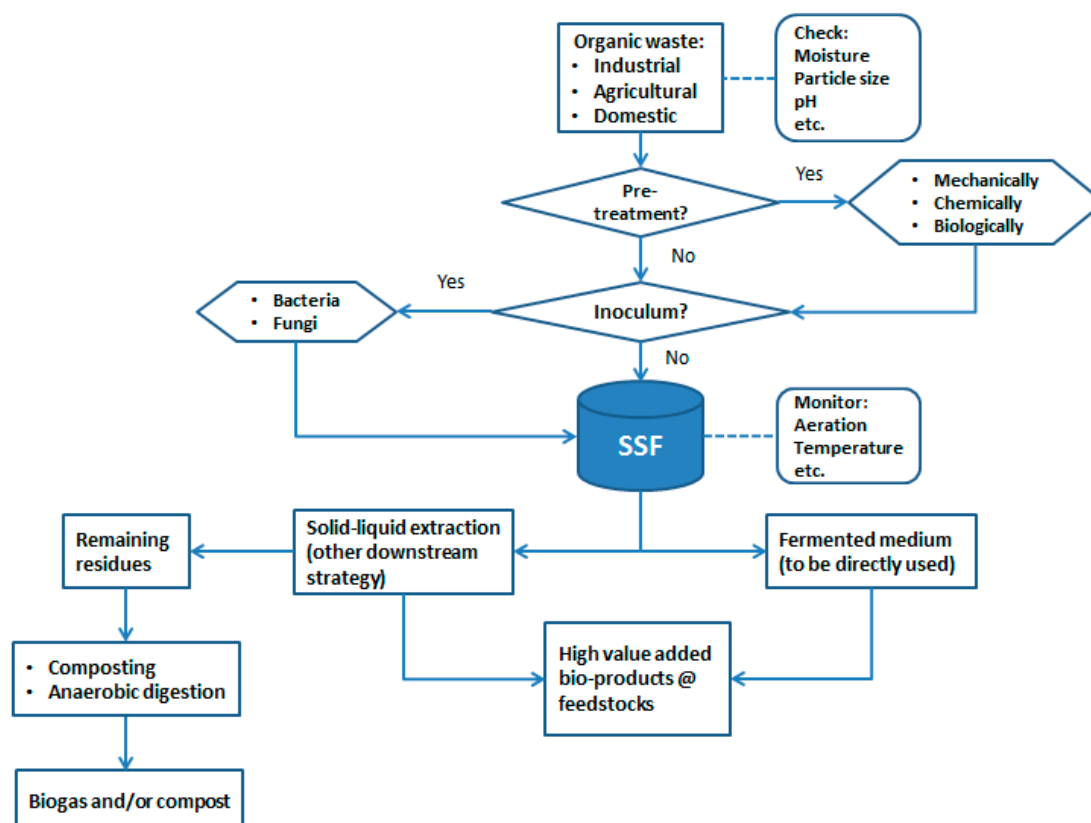 Organic waste:
• Industrial
• Agricultural
• Domestic
Check:
Moisture
Particle size
pH
etc.
Pre-
treatment?
Yes
• Mechanically
• Chemically
• Biologically
No
Inoculum?
Yes
• Bacteria
• Fungi
No
SSF
Monitor:
Aeration
Temperature
etc.
Remaining
residues
Solid-liquid extraction
(other downstream
strategy)
Fermented medium
(to be directly used)
• Composting
• Anaerobic digestion
High value added
bio-products @
feedstocks
Biogas and/or compost